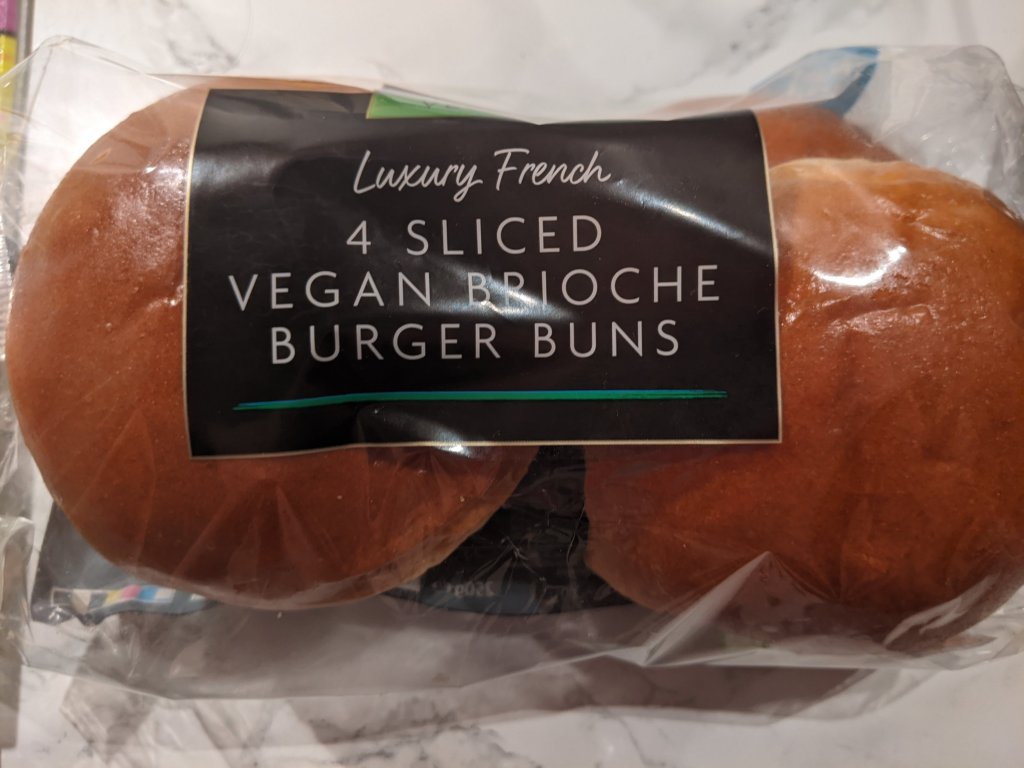 Luxury French
4 SLICED
VEGAN BRIOCHE
BURGER BUNS